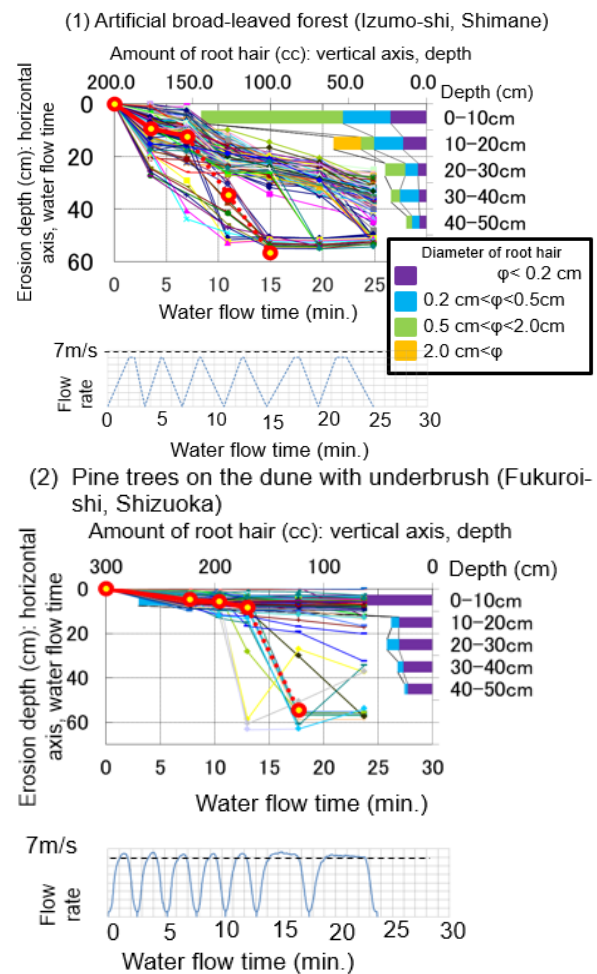 (1) Artificial broad-leaved forest (Izumo-shi, Shimane)
Amount of root hair (cc): vertical axis, depth
200.0 150.0 100.0 50.0 0.0
Depth (cm)
0
20
40
60
0-10cm
10-20cm
20-30cm
30-40cm
40-50cm
Erosion depth (cm): horizontal
axis, water flow time
0 5 10 15 20 25
Water flow time (min.)
Diameter of root hair
φ< 0.2 cm
0.2 cm<φ<0.5cm
0.5 cm<φ<2.0cm
2.0 cm<φ
7m/s
Flow
rate
0 5 10 15 20 25 30
Water flow time (min.)
(2) Pine trees on the dune with underbrush (Fukuroi-
shi, Shizuoka)
Amount of root hair (cc): vertical axis, depth
300 200 100 0
Depth (cm)
0
20
40
60
0-10cm
10-20cm
20-30cm
30-40cm
40-50cm
Erosion depth (cm): horizontal
axis, water flow time
0 5 10 15 20 25 30
Water flow time (min.)
7m/s
Flow
rate
0 5 10 15 20 25 30
Water flow time (min.)